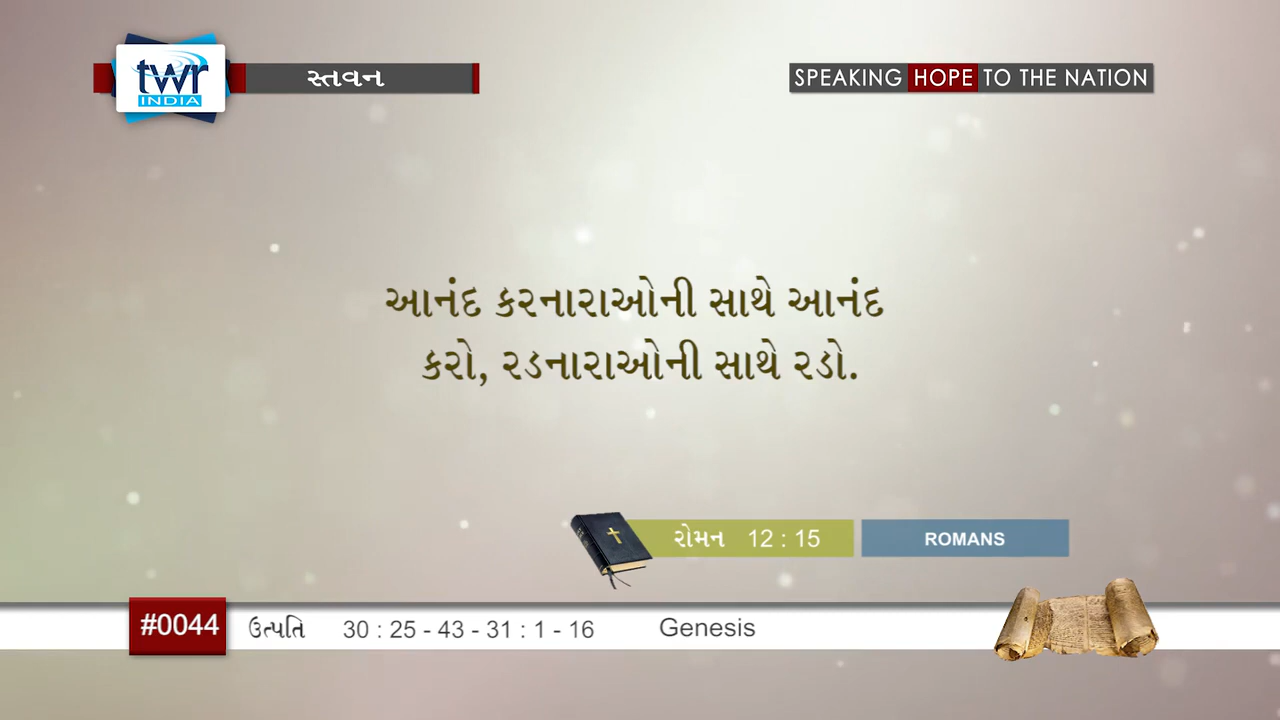 twr
INDIA
સ્તવન
SPEAKING HOPE TO THE NATION
આનંદ કરનારાઓની સાથે આનંદ
કરો, રડનારાઓની સાથે રડો.
રોમન 12 : 15
ROMANS
#0044
ઉત્પતિ 30 : 25 - 43 - 31 : 1 - 16 Genesis